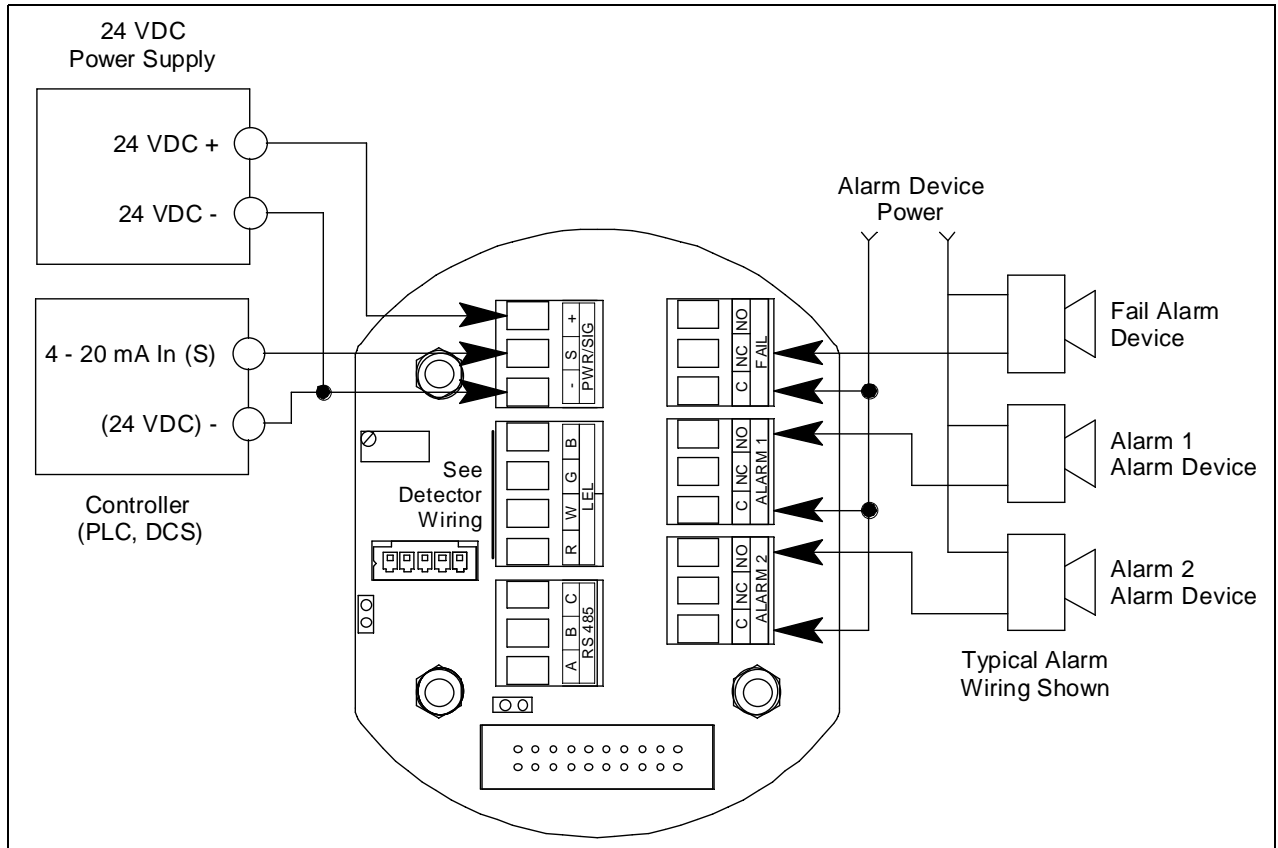 24 VDC
Power Supply
24 VDC +
24 VDC -
4 - 20 mA In (S)
(24 VDC) -
Controller
(PLC, DCS)
+
S
-
PWR/SIG
See
Detector
Wiring
B
G
W
R
LEL
C
B
A
RS 485
Alarm Device
Power
NO
NC
C
FAIL
NO
NC
C
ALARM 1
NO
NC
C
ALARM 2
Fail Alarm
Device
Alarm 1
Alarm Device
Alarm 2
Alarm Device
Typical Alarm
Wiring Shown